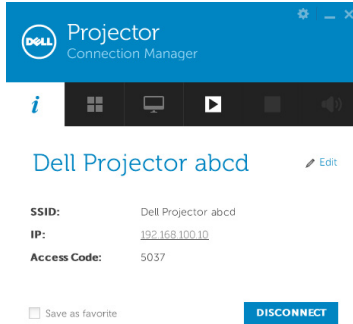 DELL
Projector
Connection Manager
i
Dell Projector abcd
Edit
SSID: Dell Projector abcd
IP: 192.168.100.10
Access Code: 5037
Save as favorite
DISCONNECT